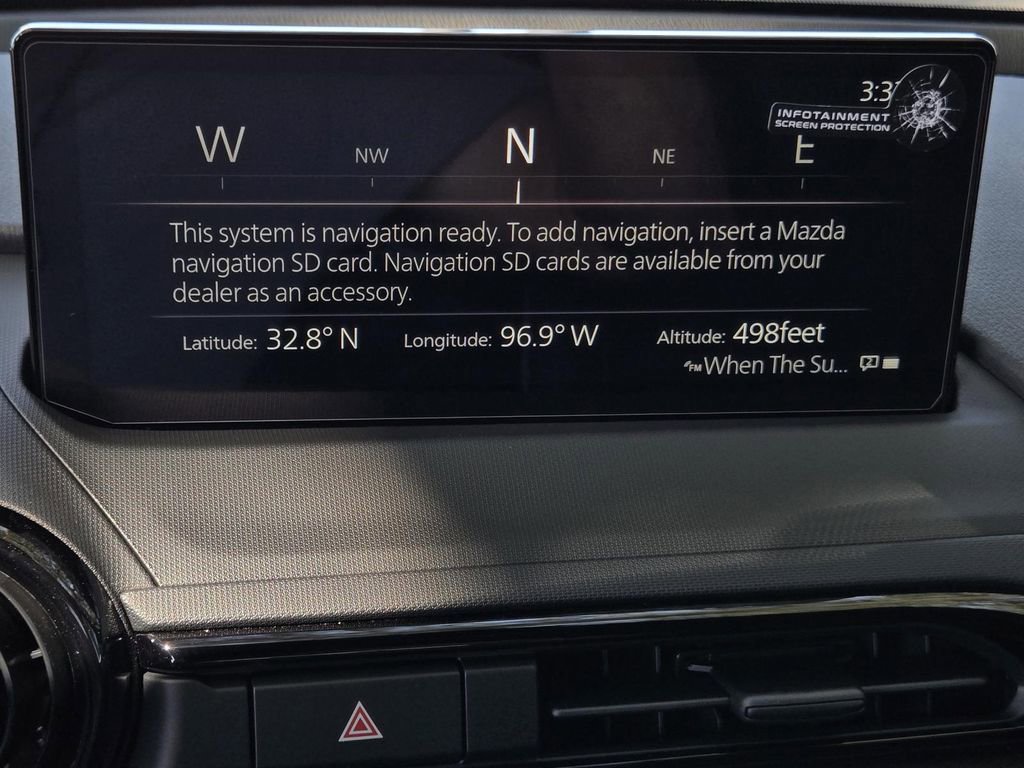 3:3
INFOTAINMENT
SCREEN PROTECTION
W NW N NE E
This system is navigation ready. To add navigation, insert a Mazda
navigation SD card. Navigation SD cards are available from your
dealer as an accessory.
Latitude: 32.8° N Longitude: 96.9° W Altitude: 498feet
FM When The Su... 2